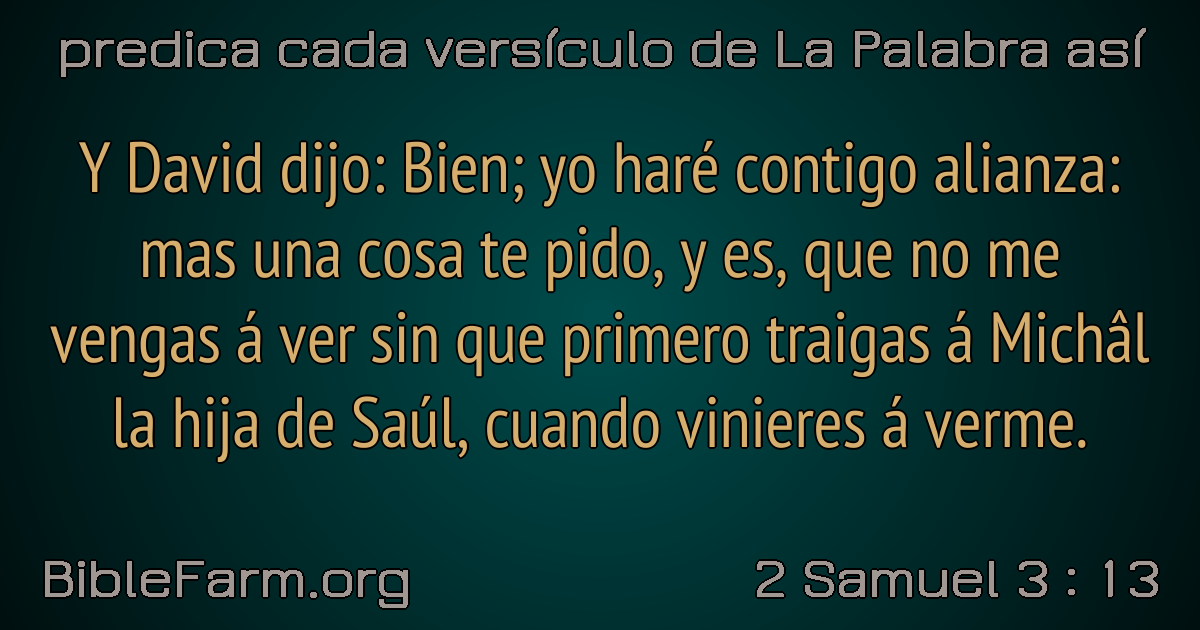 predica cada versículo de La Palabra así
Y David dijo: Bien; yo haré contigo alianza:
mas una cosa te pido, y es, que no me
vengas á ver sin que primero traigas á Michâl
la hija de Saúl, cuando vinieres á verme.
BibleFarm.org
2 Samuel 3 : 13